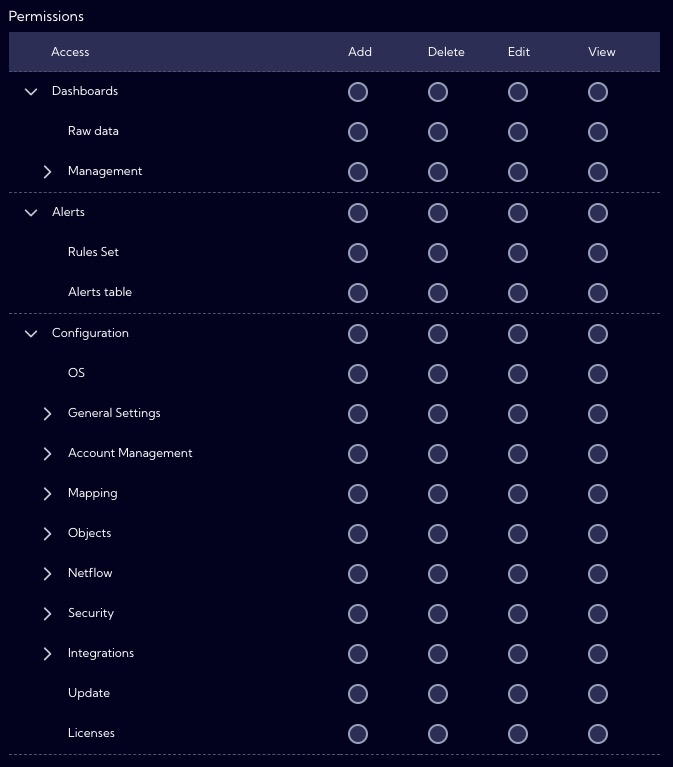 Permissions
Access Add Delete Edit View
Dashboards
Raw data
Management
Alerts
Rules Set
Alerts table
Configuration
OS
General Settings
Account Management
Mapping
Objects
Netflow
Security
Integrations
Update
Licenses